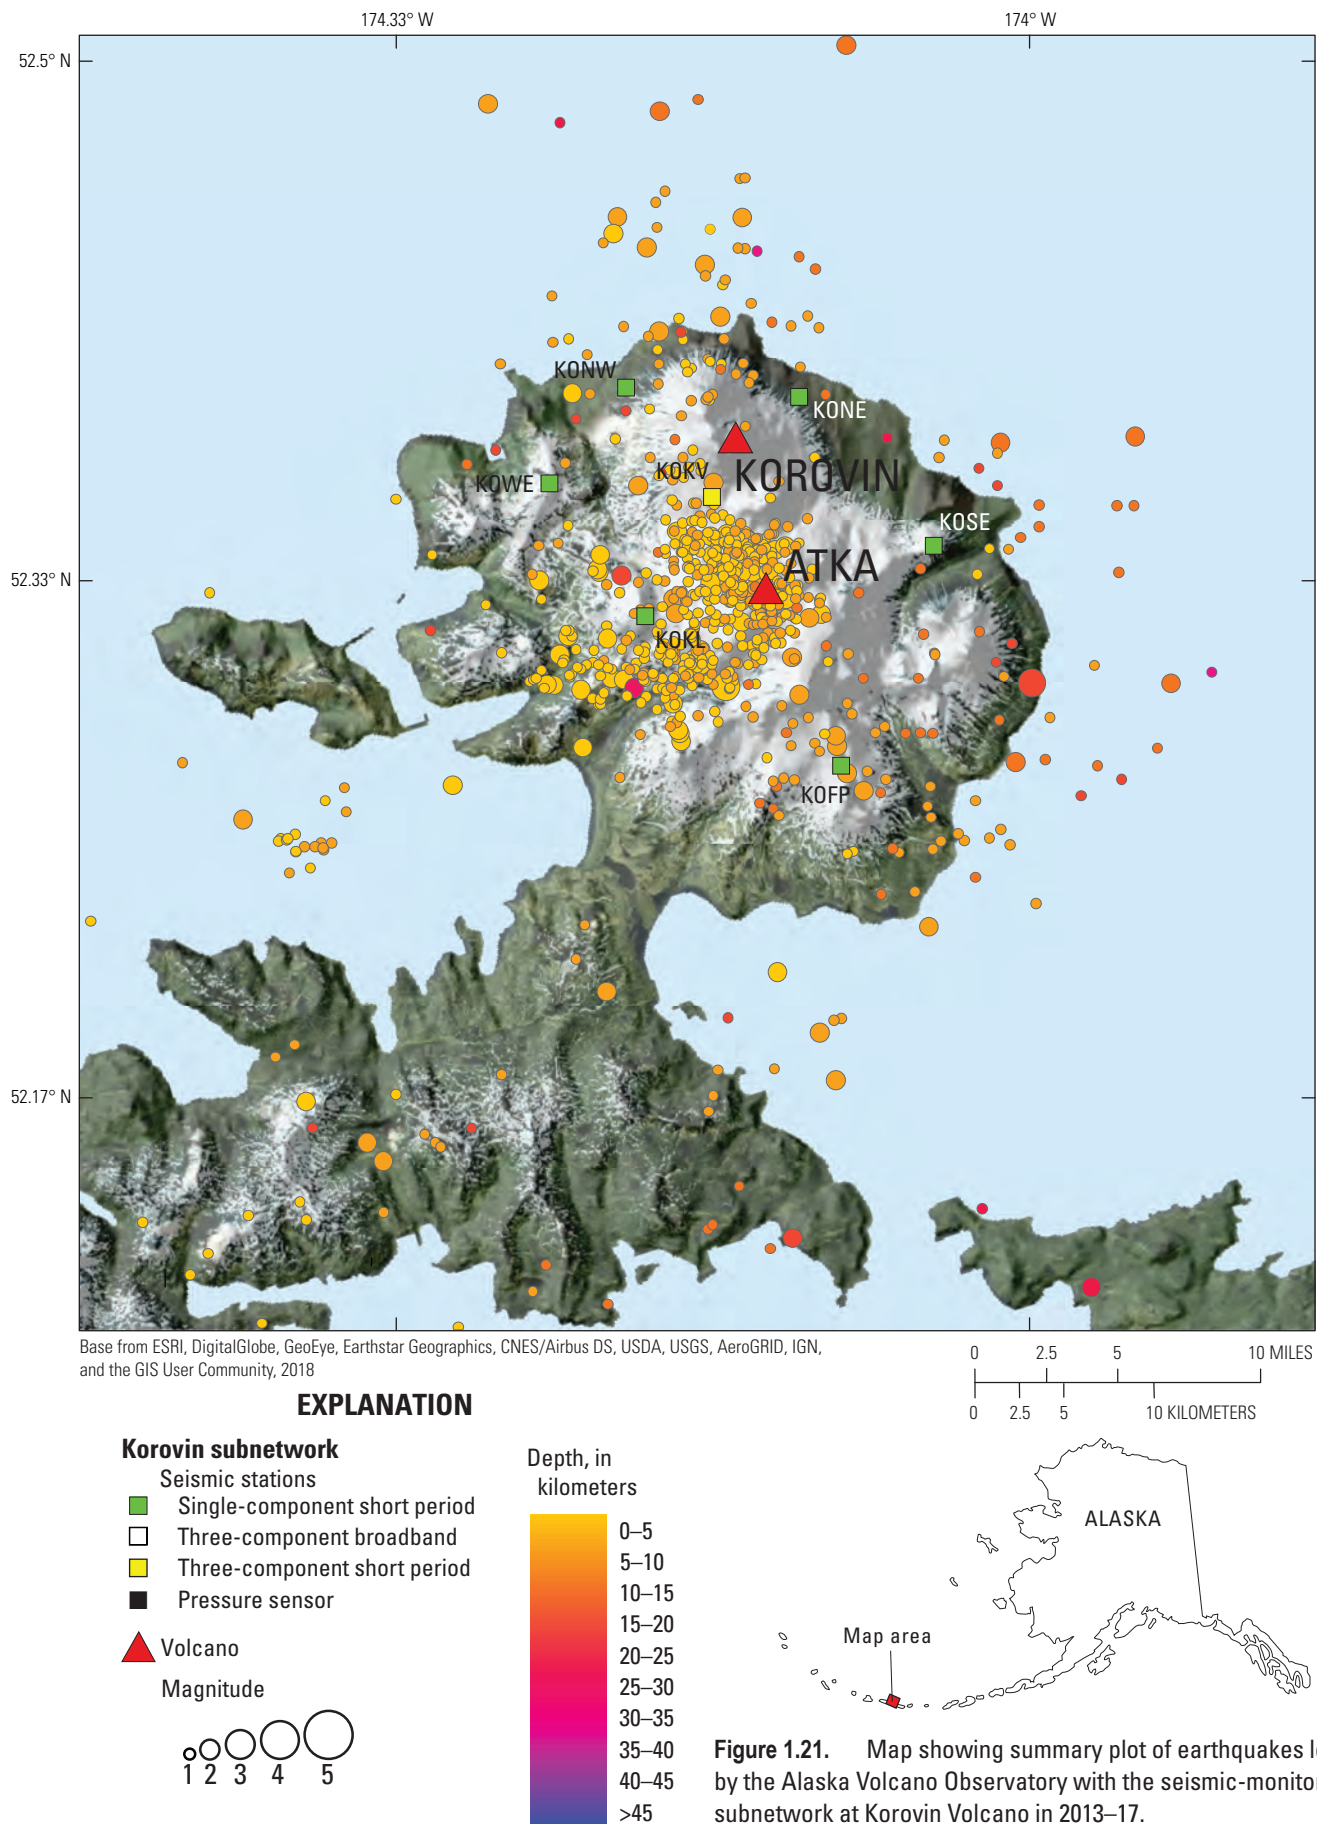 174.33° W
174° W
52.5° N
KONW
KONE
KOKV
KOROVIN
KOWE
KOSE
ATKA
52.33° N
KOKL
KOFP
52.17° N
Base from ESRI, DigitalGlobe, GeoEye, Earthstar Geographics, CNES/Airbus DS, USDA, USGS, AeroGRID, IGN,
and the GIS User Community, 2018
0 2.5 5 10 MILES
0 2.5 5 10 KILOMETERS
EXPLANATION
Korovin subnetwork
Seismic stations
Single-component short period
Three-component broadband
Three-component short period
Pressure sensor
Volcano
Magnitude
1 2 3 4 5
Depth, in
kilometers
0–5
5–10
10–15
15–20
20–25
25–30
30–35
35–40
40–45
>45
ALASKA
Map area
Figure 1.21. Map showing summary plot of earthquakes
by the Alaska Volcano Observatory with the
subnetwork at Korovin Volcano in 2013–17.